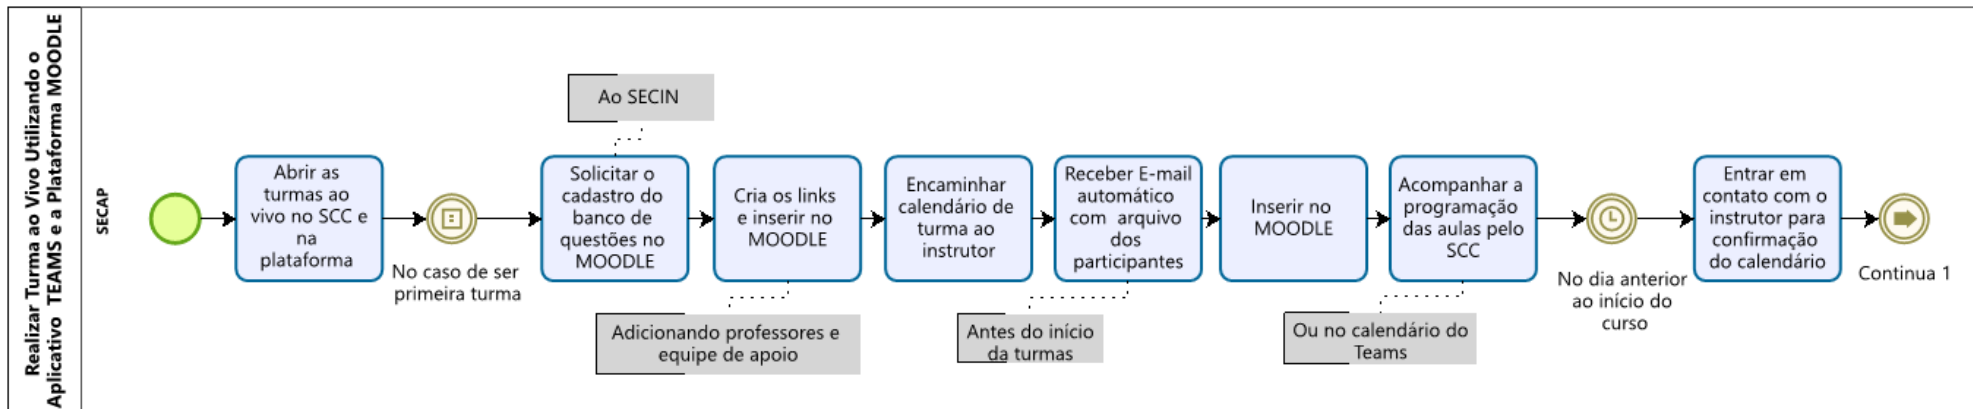 Realizar Turma ao Vivo Utilizando o
Aplicativo TEAMS e a Plataforma MOODLE
SECAP
Abrir as
turmas ao
vivo no SCC e
na
plataforma
No caso de ser
primeira turma
Ao SECIN
Solicitar o
cadastro do
banco de
questões no
MOODLE
Cria os links
e inserir no
MOODLE
Adicionando professores e
equipe de apoio
Encaminhar
calendário de
turma ao
instrutor
Receber E-mail
automático
com arquivo
dos
participantes
Antes do início
da turmas
Inserir no
MOODLE
Acompanhar a
programação
das aulas pelo
SCC
Ou no calendário do
Teams
No dia anterior
ao início do
curso
Entrar em
contato com o
instrutor para
confirmação
do calendário
Continua 1